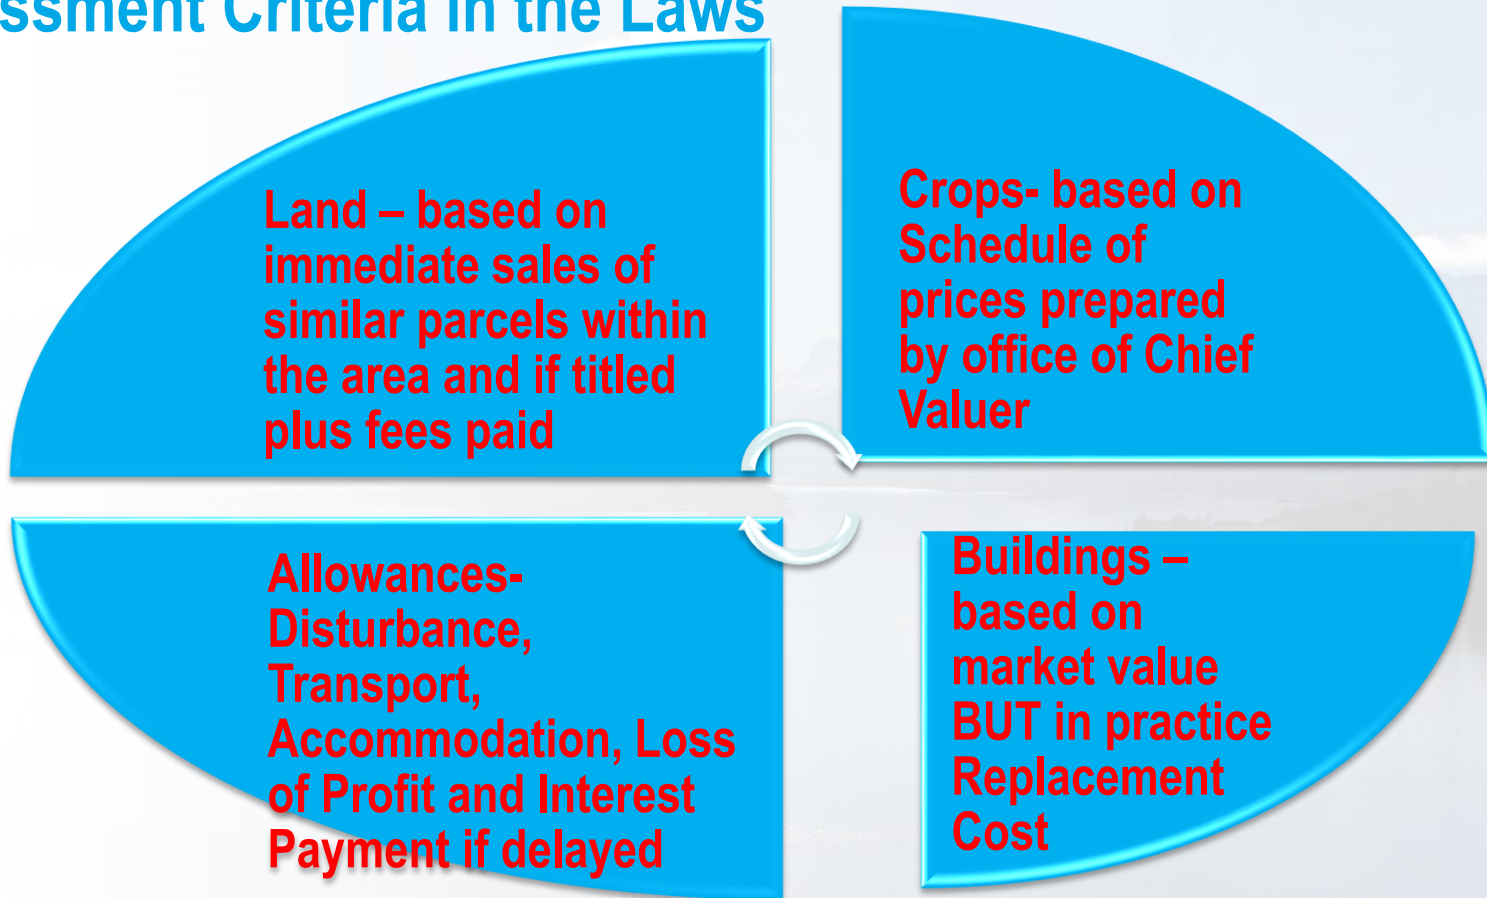 ssment Criteria in the Laws
Land – based on
immediate sales of
similar parcels within
the area and if titled
plus fees paid
Crops- based on
Schedule of
prices prepared
by office of Chief
Valuer
Allowances-
Disturbance,
Transport,
Accommodation, Loss
of Profit and Interest
Payment if delayed
Buildings –
based on
market value
BUT in practice
Replacement
Cost